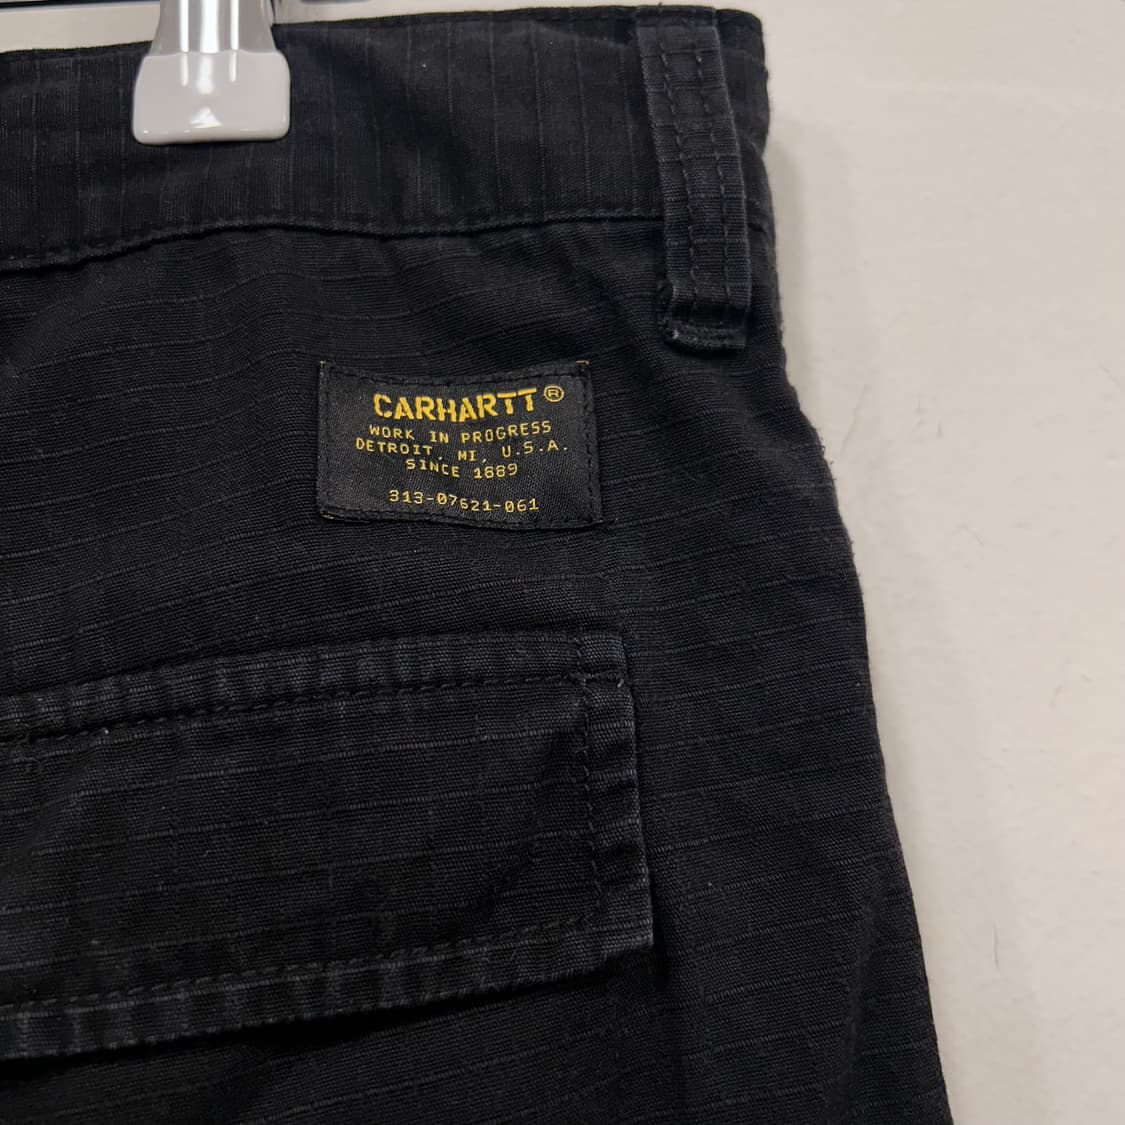 CARHARTT®
WORK IN PROGRESS
DETROIT, MI, U.S.A.
SINCE 1889
313-07621-061